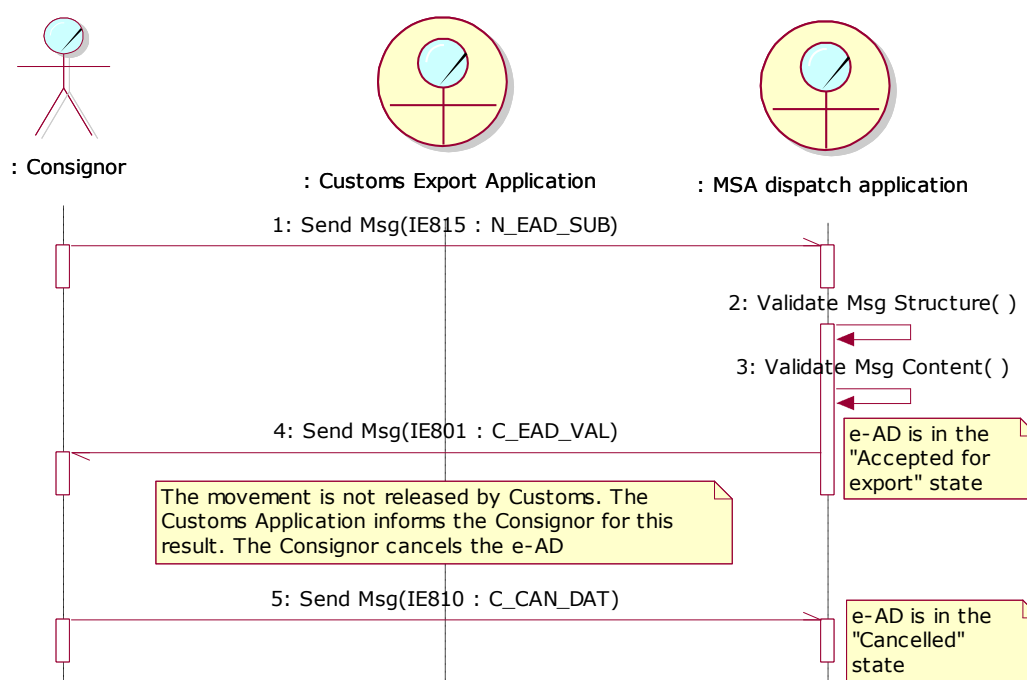 : Consignor
: Customs Export Application
: MSA dispatch application
1: Send Msg(IE815 : N_EAD_SUB)
2: Validate Msg Structure( )
3: Validate Msg Content( )
4: Send Msg(IE801 : C_EAD_VAL)
e-AD is in the
"Accepted for
export" state
The movement is not released by Customs. The
Customs Application informs the Consignor for this
result. The Consignor cancels the e-AD
5: Send Msg(IE810 : C_CAN_DAT)
e-AD is in the
"Cancelled"
state